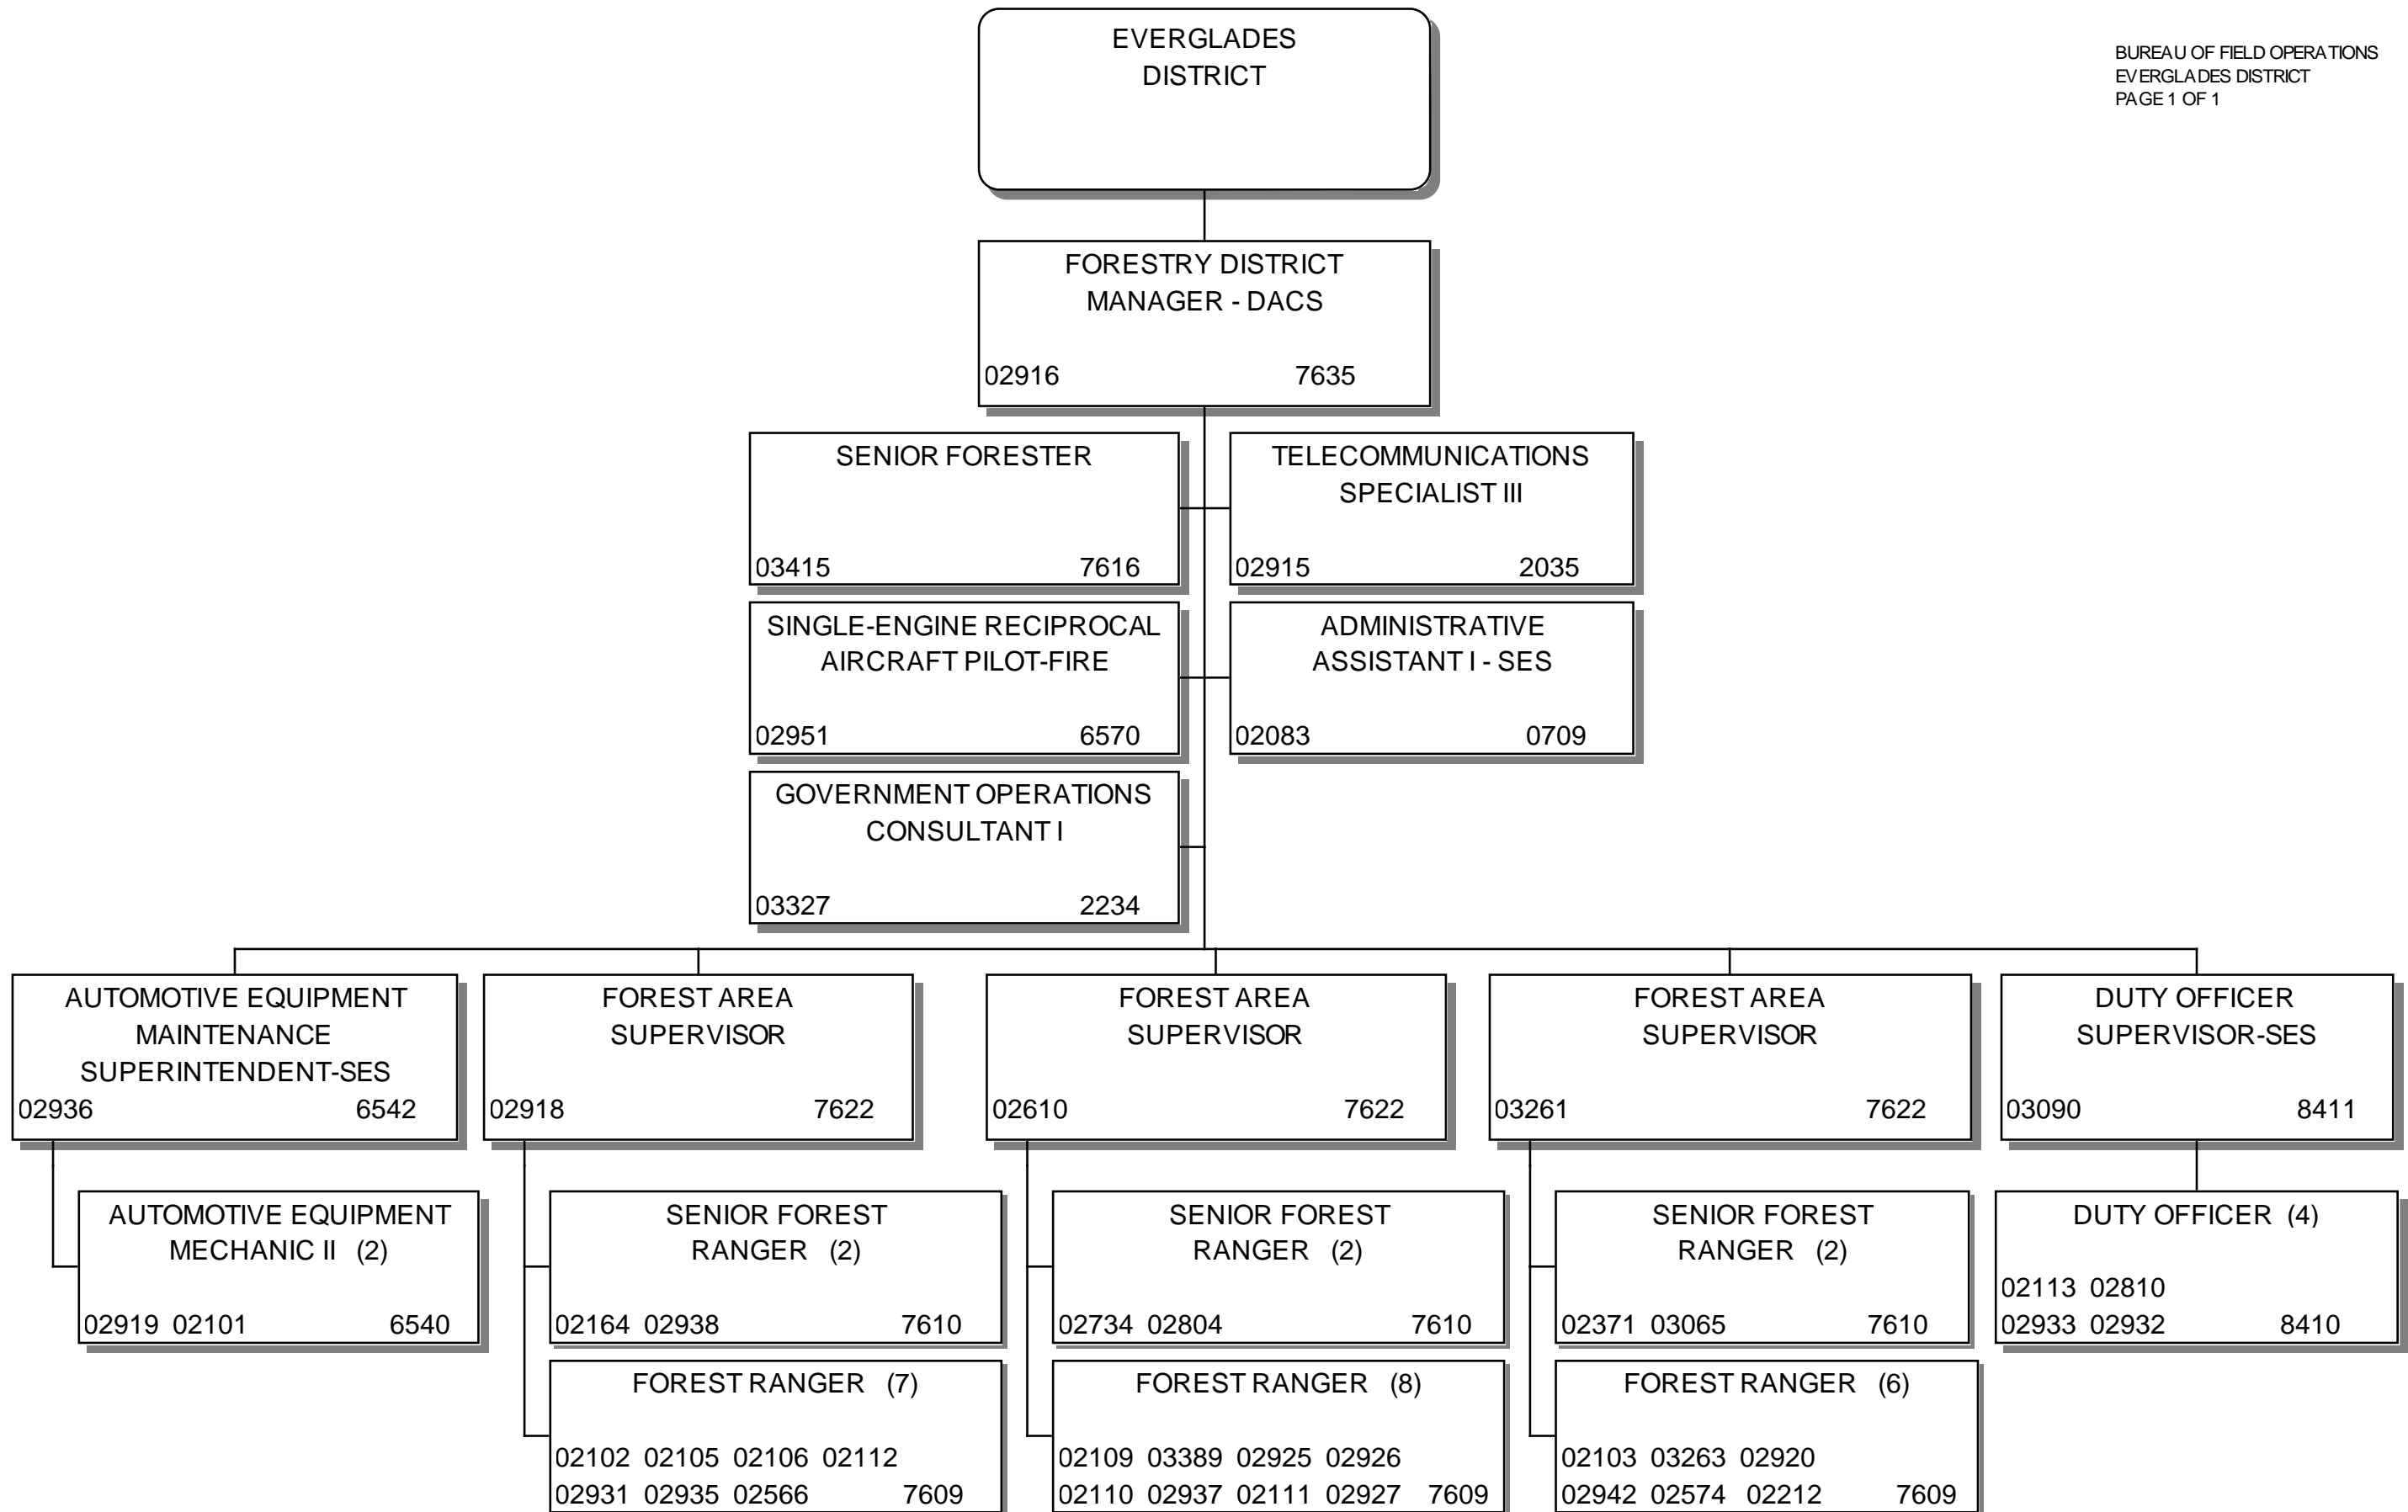 EVERGLADES
DISTRICT
BUREAU OF FIELD OPERATIONS
EVERGLADES DISTRICT
PAGE 1 OF 1
FORESTRY DISTRICT
MANAGER - DACS
02916 7635
SENIOR FORESTER
03415 7616
TELECOMMUNICATIONS
SPECIALIST III
02915 2035
SINGLE-ENGINE RECIPROCAL
AIRCRAFT PILOT-FIRE
02951 6570
ADMINISTRATIVE
ASSISTANT I - SES
02083 0709
GOVERNMENT OPERATIONS
CONSULTANT I
03327 2234
AUTOMOTIVE EQUIPMENT
MAINTENANCE
SUPERINTENDENT-SES
02936 6542
FOREST AREA
SUPERVISOR
02918 7622
FOREST AREA
SUPERVISOR
02610 7622
FOREST AREA
SUPERVISOR
03261 7622
DUTY OFFICER
SUPERVISOR-SES
03090 8411
AUTOMOTIVE EQUIPMENT
MECHANIC II (2)
02919 02101 6540
SENIOR FOREST
RANGER (2)
02164 02938 7610
SENIOR FOREST
RANGER (2)
02734 02804 7610
SENIOR FOREST
RANGER (2)
02371 03065 7610
DUTY OFFICER (4)
02113 02810
02933 02932 8410
FOREST RANGER (7)
02102 02105 02106 02112
02931 02935 02566 7609
FOREST RANGER (8)
02109 03389 02925 02926
02110 02937 02111 02927 7609
FOREST RANGER (6)
02103 03263 02920
02942 02574 02212 7609